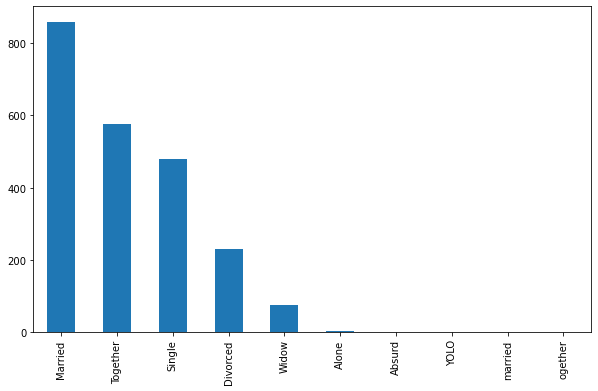 800
600
400
200
0
Married
Together
Single
Divorced
Widow
Alone
Absurd
YOLO
married
ogether